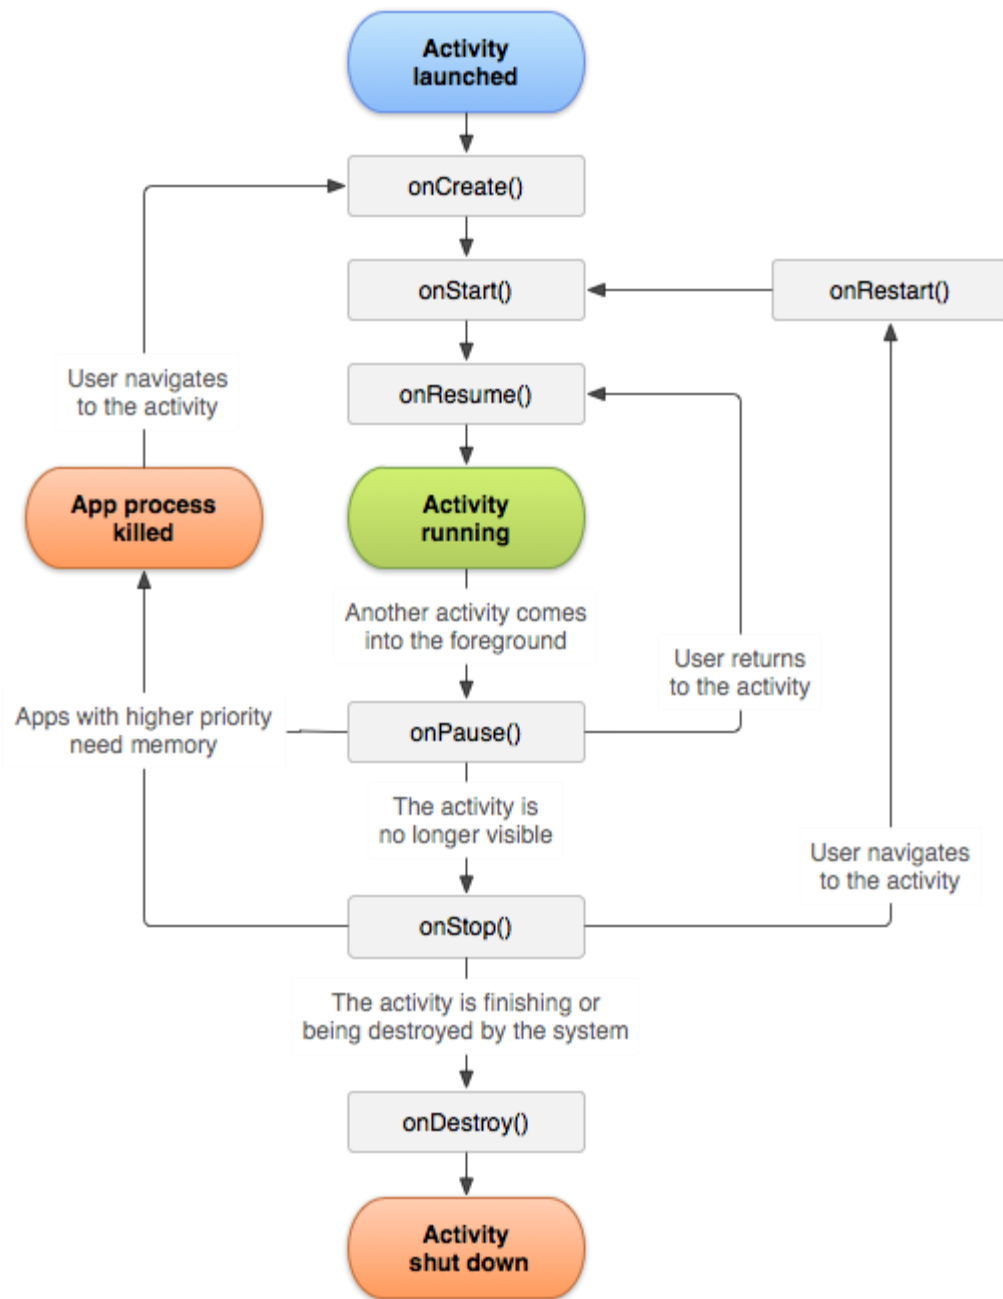 Activity
launched
onCreate()
onStart()
onRestart()
User navigates
to the activity
onResume()
App process
killed
Activity
running
Another activity comes
into the foreground
User returns
to the activity
Apps with higher priority
need memory
onPause()
The activity is
no longer visible
User navigates
to the activity
onStop()
The activity is finishing or
being destroyed by the system
onDestroy()
Activity
shut down